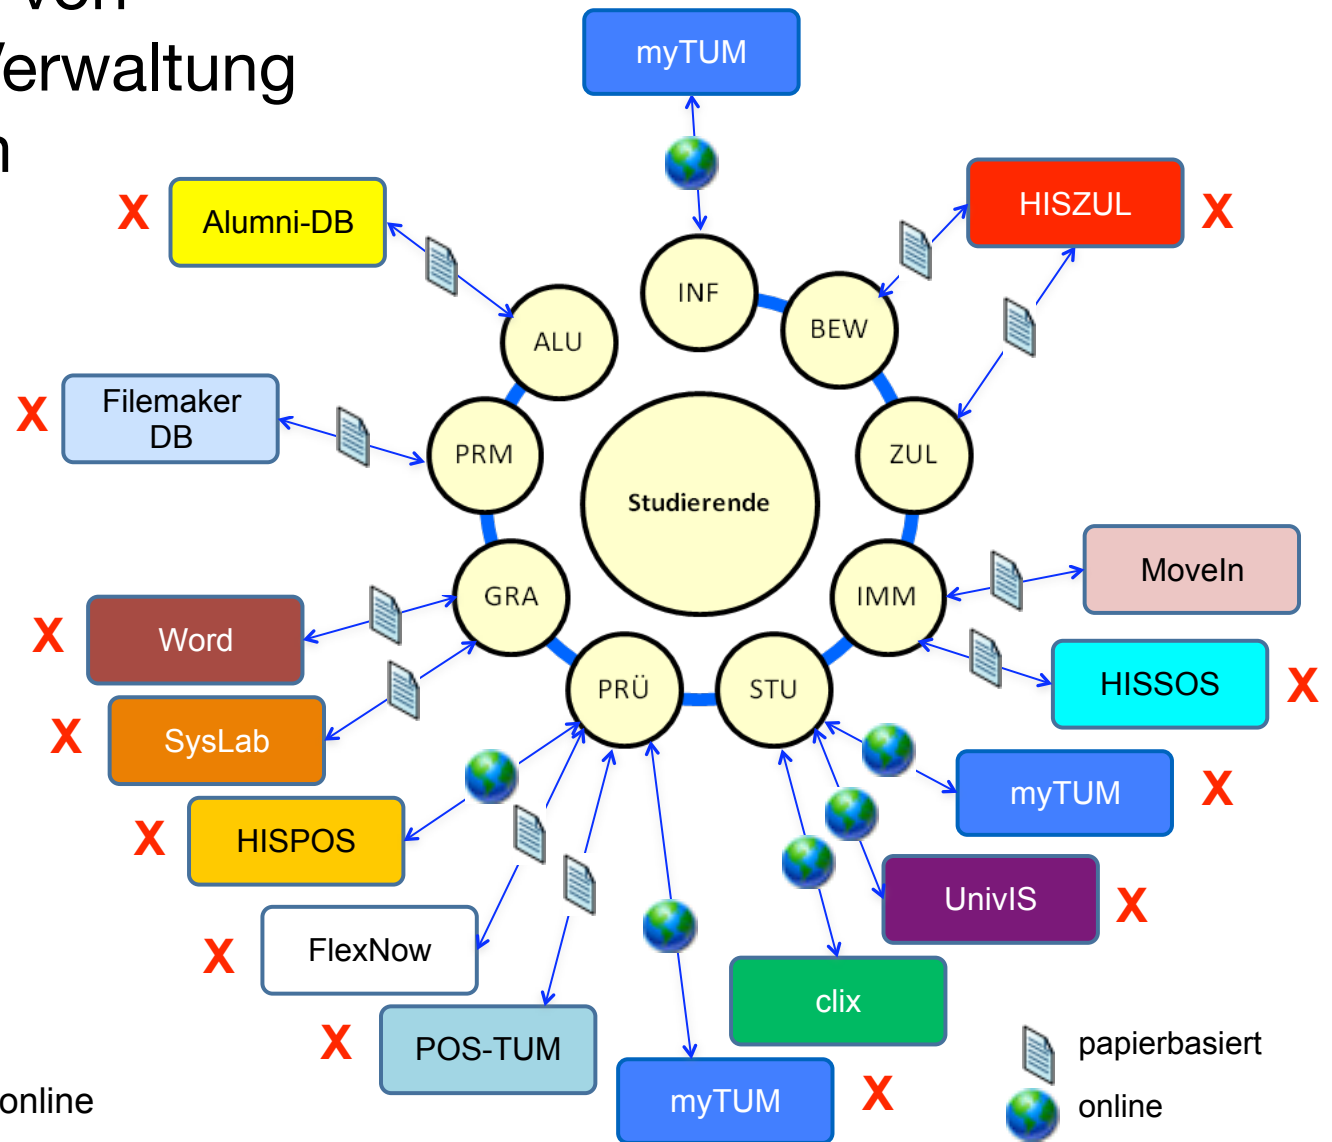 von
Verwaltung
n
myTUM
X
Alumni-DB
HISZUL
X
INF
BEW
ALU
X
Filemaker
DB
PRM
ZUL
Studierende
MoveIn
GRA
IMM
X
Word
HISSOS
X
PRÜ
STU
X
SysLab
myTUM
X
X
HISPOS
UnivIS
X
X
FlexNow
clix
X
POS-TUM
papierbasiert
myTUM
X
online
online